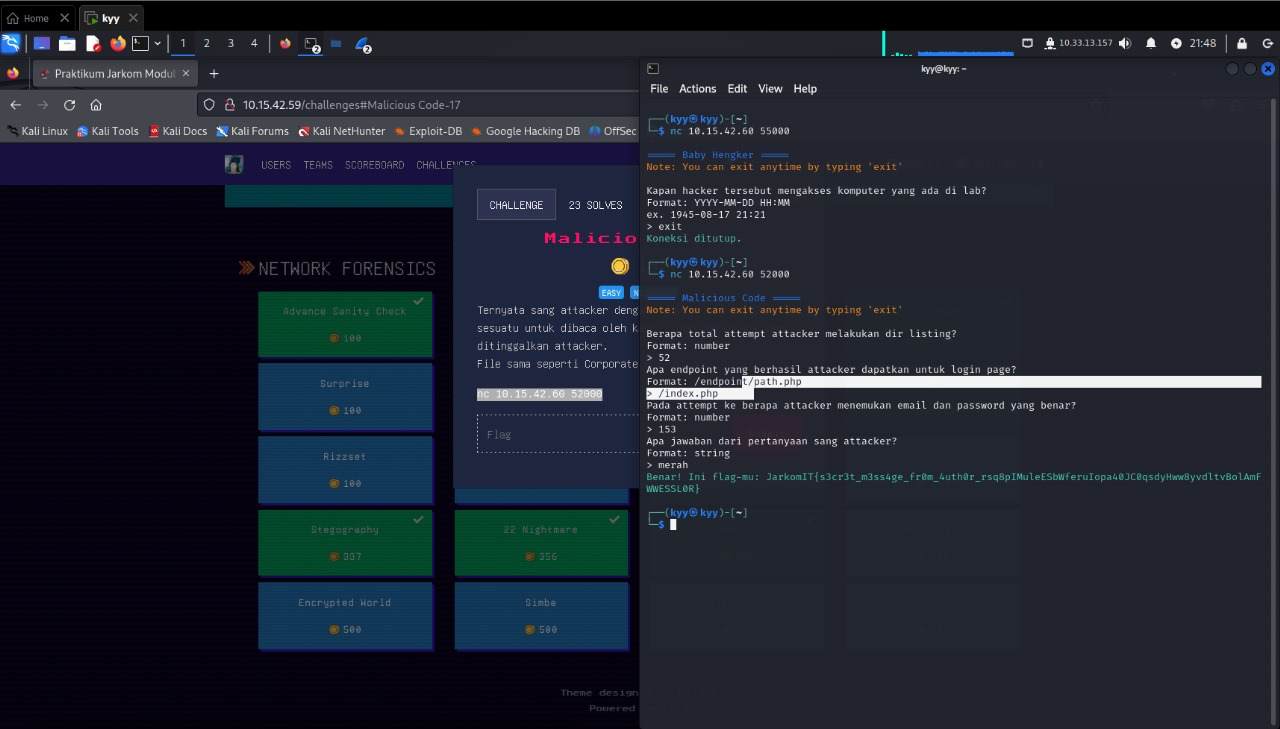 Home
kyy
1 2 3 4
2
2
10.33.13.157
21:48
Praktikum Jarkom Modul
10.15.42.59/challenges#Malicious Code-17
Kali Linux
Kali Tools
Kali Docs
Kali Forums
Kali NetHunter
Exploit-DB
Google Hacking DB
OffSec
USERS
TEAMS
SCOREBOARD
CHALLENGES
NETWORK FORENSICS
Advance Sanity Check
100
Surprise
100
Rizzset
100
Stegography
337
22 Nightmare
356
Encrypted World
500
Simba
500
Theme design
Powered
CHALLENGE
23 SOLVES
Malicio
EASY
N
Ternyata sang attacker deng
sesuatu untuk dibaca oleh k
ditinggalkan attacker.
File sama seperti Corporate
nc 10.15.42.60 52000
Flag
kyy@kyy: ~
File Actions Edit View Help
┌──(kyy㉿kyy)-[~]
└─$ nc 10.15.42.60 55000
═════ Baby Hengker ═════
Note: You can exit anytime by typing 'exit'
Kapan hacker tersebut mengakses komputer yang ada di lab?
Format: YYYY-MM-DD HH:MM
ex. 1945-08-17 21:21
> exit
Koneksi ditutup.
┌──(kyy㉿kyy)-[~]
└─$ nc 10.15.42.60 52000
═════ Malicious Code ═════
Note: You can exit anytime by typing 'exit'
Berapa total attempt attacker melakukan dir listing?
Format: number
> 52
Apa endpoint yang berhasil attacker dapatkan untuk login page?
Format: /endpoint/path.php
> /index.php
Pada attempt ke berapa attacker menemukan email dan password yang benar?
Format: number
> 153
Apa jawaban dari pertanyaan sang attacker?
Format: string
> merah
Benar! Ini flag-mu: JarkomIT{s3cr3t_m3ss4ge_fr0m_4uth0r_rsq8pIMuleESbWferuIopa40JC0qsdyHww8yvdltvBolAmF
WWESSL0R}
┌──(kyy㉿kyy)-[~]
└─$